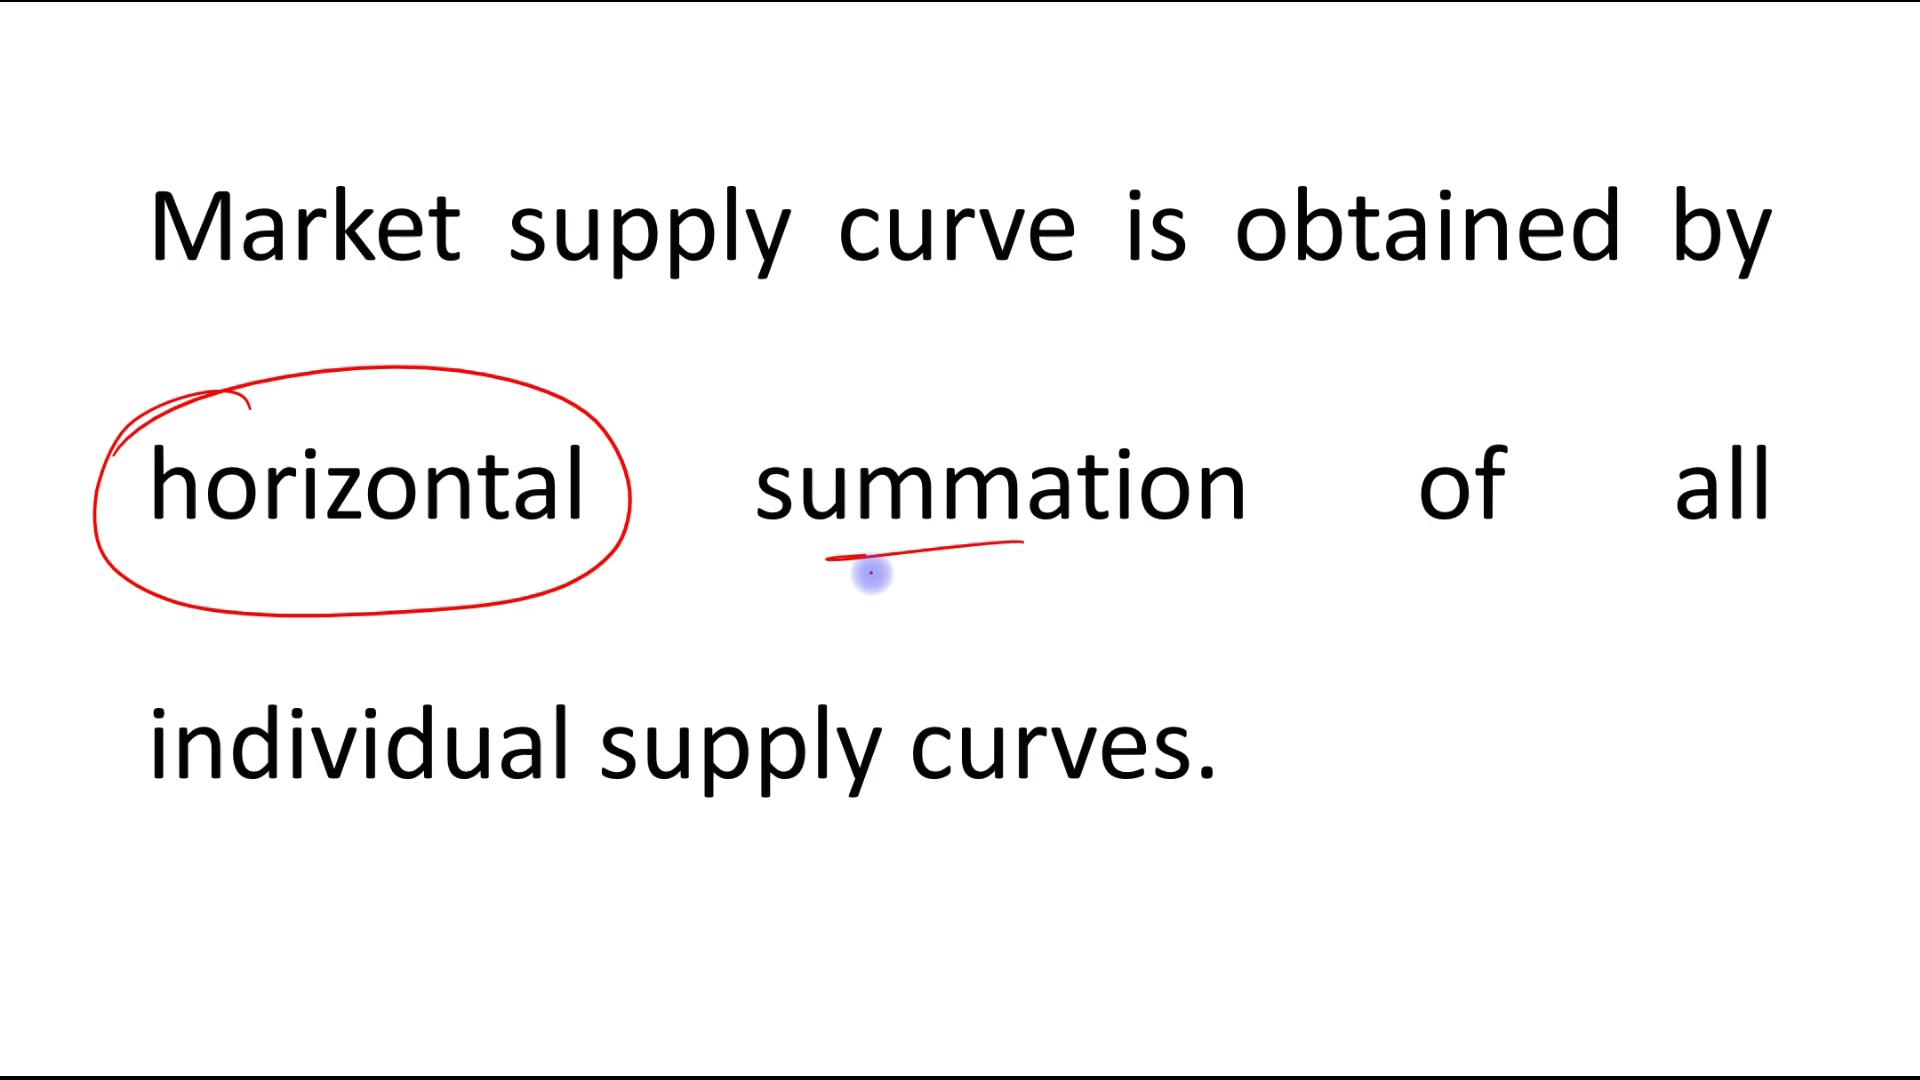 Market supply curve is obtained by
horizontal summation of all
individual supply curves.